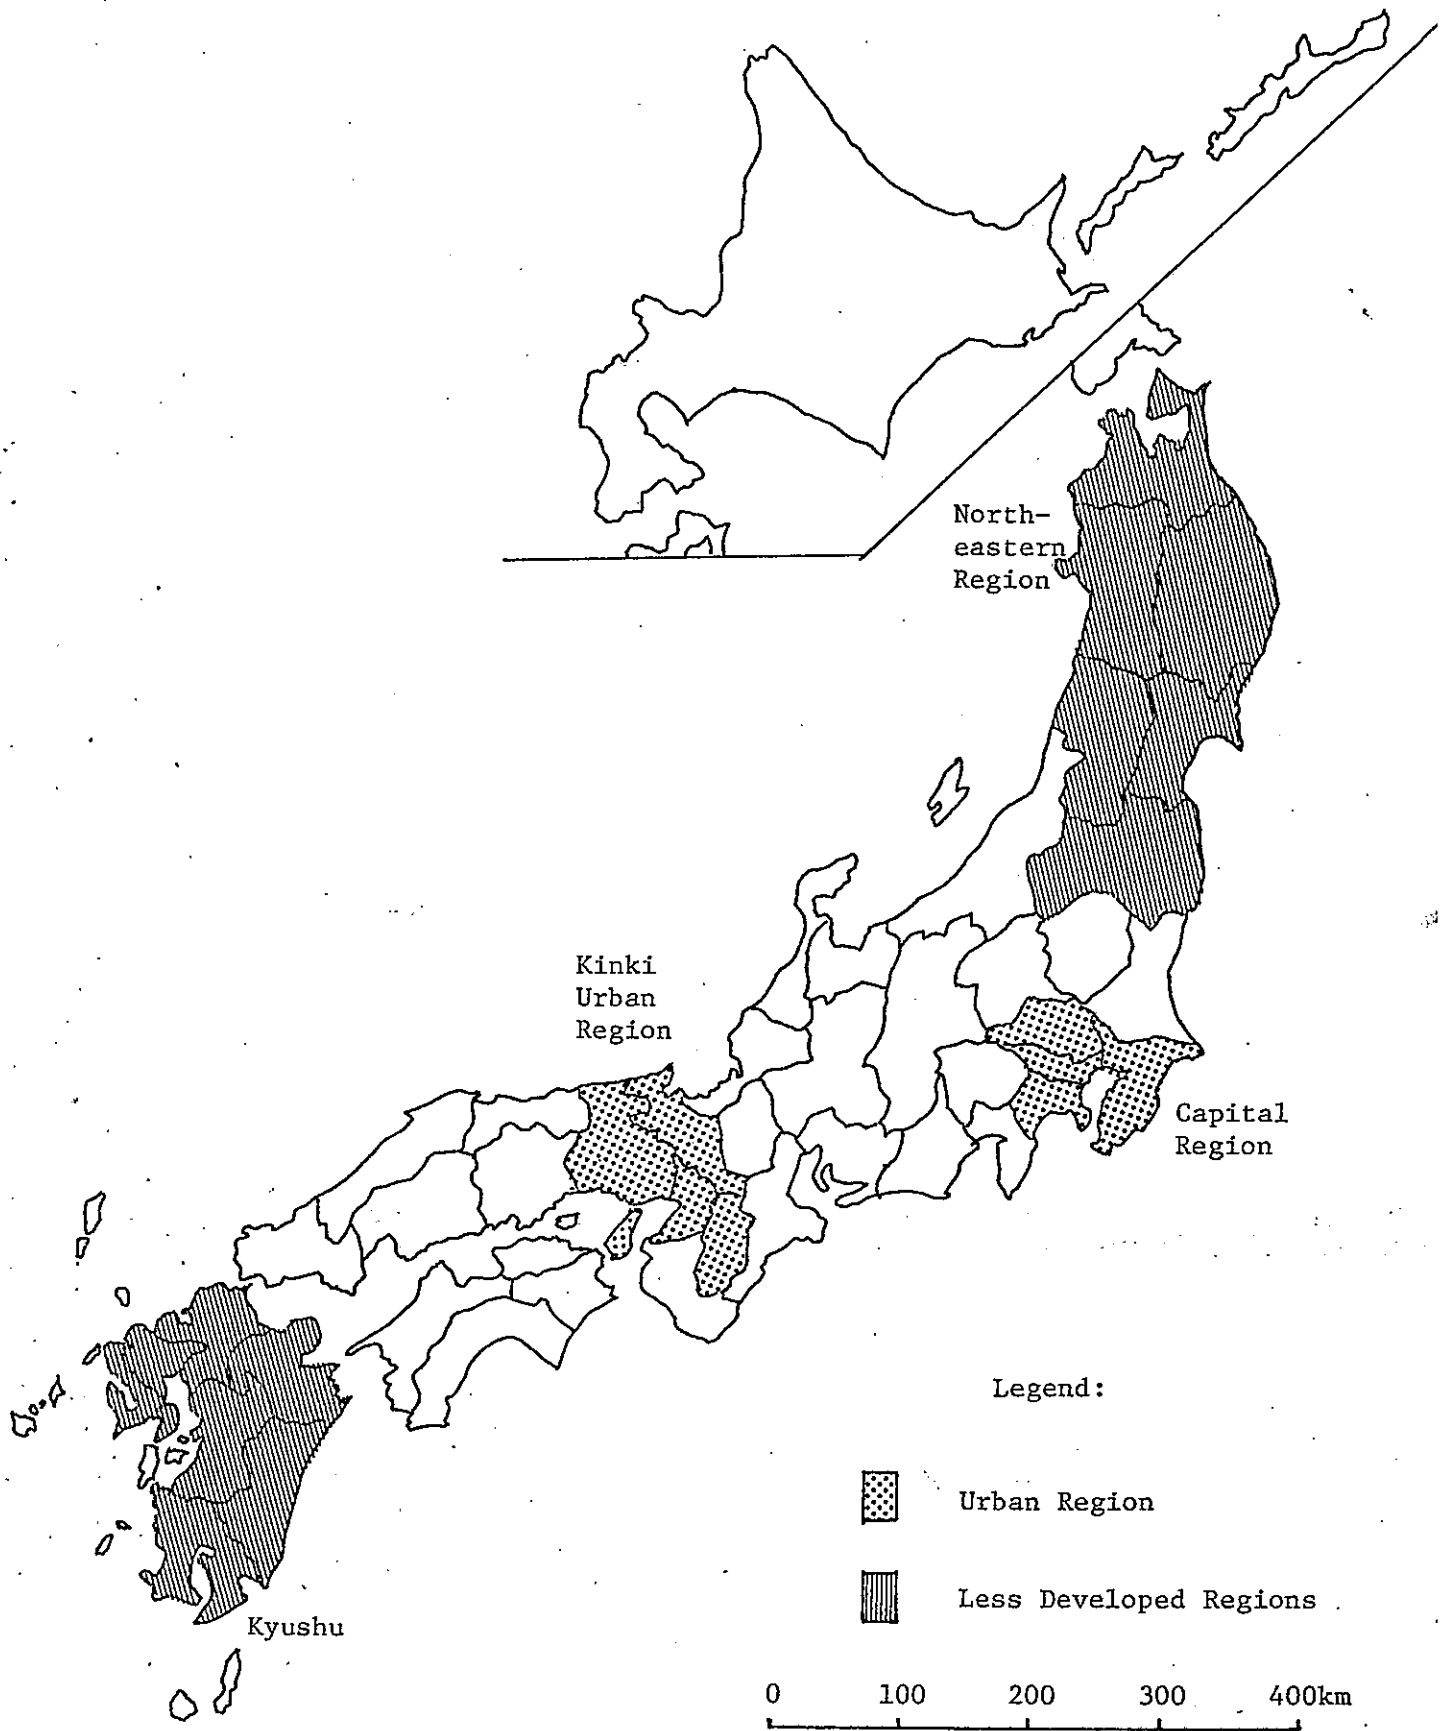 North-
eastern
Region
Kinki
Urban
Region
Capital
Region
Legend:
Urban Region
Less Developed Regions
Kyushu
0 100 200 300 400km